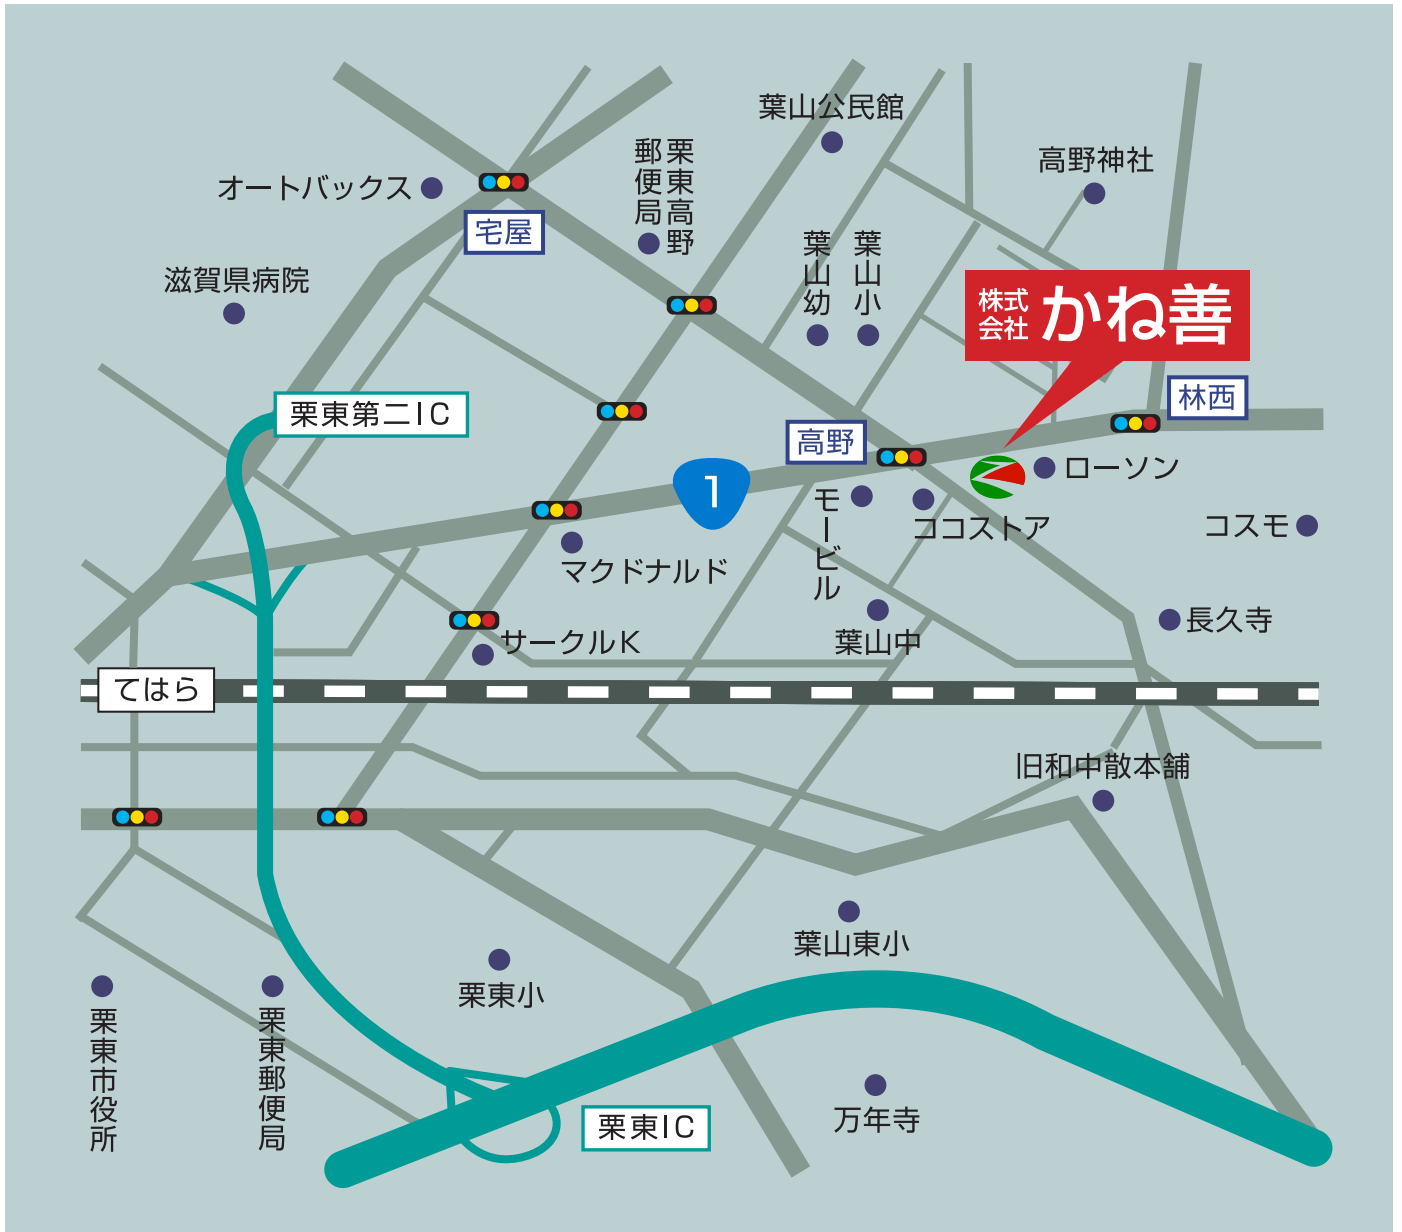 葉山公民館
栗東高野
郵便局
高野神社
オートバックス
宅屋
葉山幼
葉山小
滋賀県病院
株式
会社
かね善
林西
栗東第二IC
高野
ローソン
1
モービル
ココストア
コスモ
マクドナルド
葉山中
長久寺
サークルK
てはら
旧和中散本舗
葉山東小
栗東小
栗東市役所
栗東郵便局
栗東IC
万年寺